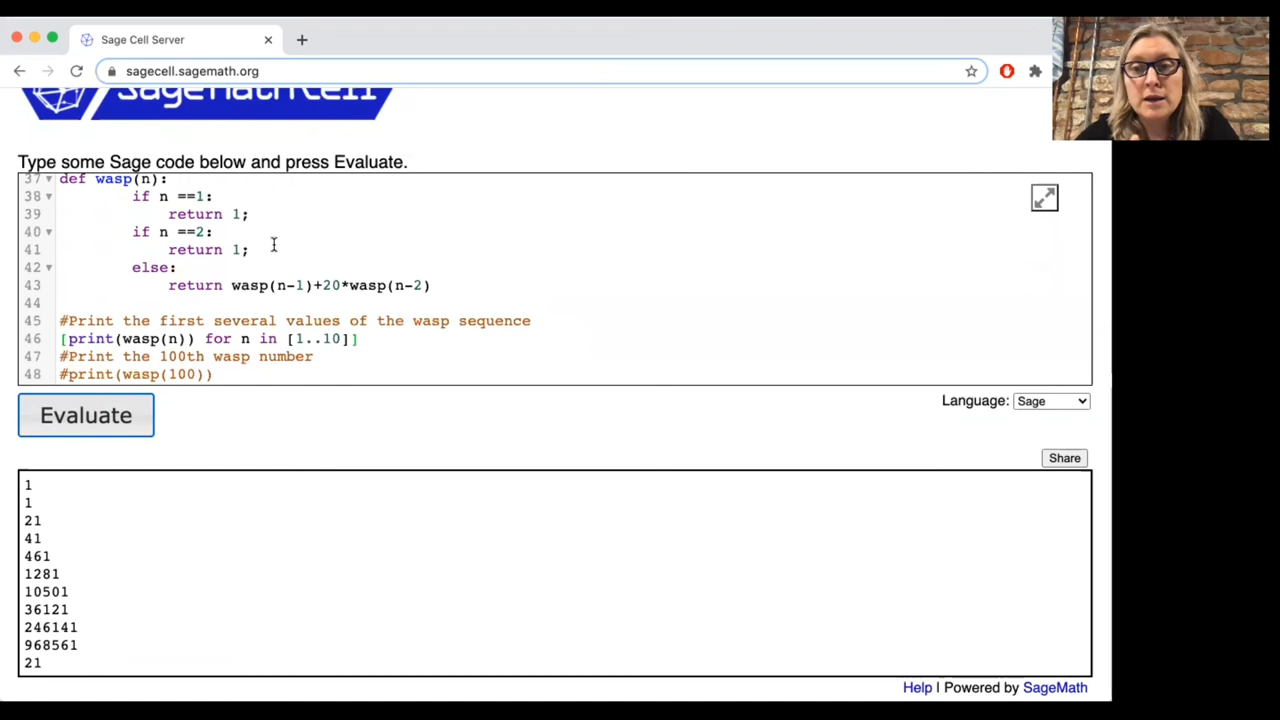 Sage Cell Server
sagecell.sagemath.org
SageMathCell
Type some Sage code below and press Evaluate.
37 def wasp(n):
38 if n ==1:
39 return 1;
40 if n ==2:
41 return 1;
42 else:
43 return wasp(n-1)+20*wasp(n-2)
44
45 #Print the first several values of the wasp sequence
46 [print(wasp(n)) for n in [1..10]]
47 #Print the 100th wasp number
48 #print(wasp(100))
Evaluate
Language: Sage
Share
1
1
21
41
461
1281
10501
36121
246141
968561
21
Help | Powered by SageMath